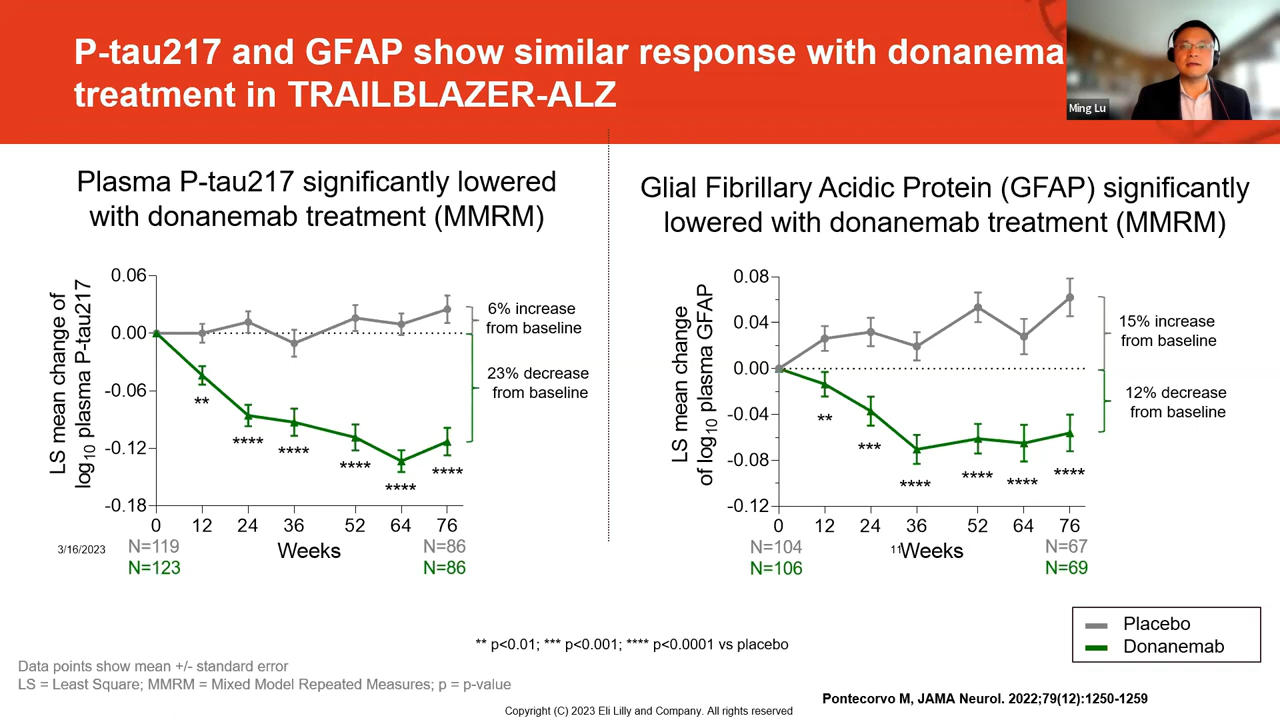 P-tau217 and GFAP show similar response with donanema
treatment in TRAILBLAZER-ALZ
Ming Lu
Plasma P-tau217 significantly lowered
with donanemab treatment (MMRM)
LS mean change of
log10 plasma P-tau217
0.06
0.00
-0.06
-0.12
-0.18
**
****
****
****
****
****
6% increase
from baseline
23% decrease
from baseline
0 12 24 36 52 64 76
3/16/2023
N=119 Weeks N=86
N=123 N=86
Glial Fibrillary Acidic Protein (GFAP) significantly
lowered with donanemab treatment (MMRM)
LS mean change
of log10 plasma GFAP
0.08
0.04
0.00
-0.04
-0.08
-0.12
**
***
****
****
****
****
15% increase
from baseline
12% decrease
from baseline
0 12 24 36 52 64 76
N=104 11 Weeks N=67
N=106 N=69
Placebo
Donanemab
** p<0.01; *** p<0.001; **** p<0.0001 vs placebo
Data points show mean +/- standard error
LS = Least Square; MMRM = Mixed Model Repeated Measures; p = p-value
Pontecorvo M, JAMA Neurol. 2022;79(12):1250-1259
Copyright (C) 2023 Eli Lilly and Company. All rights reserved